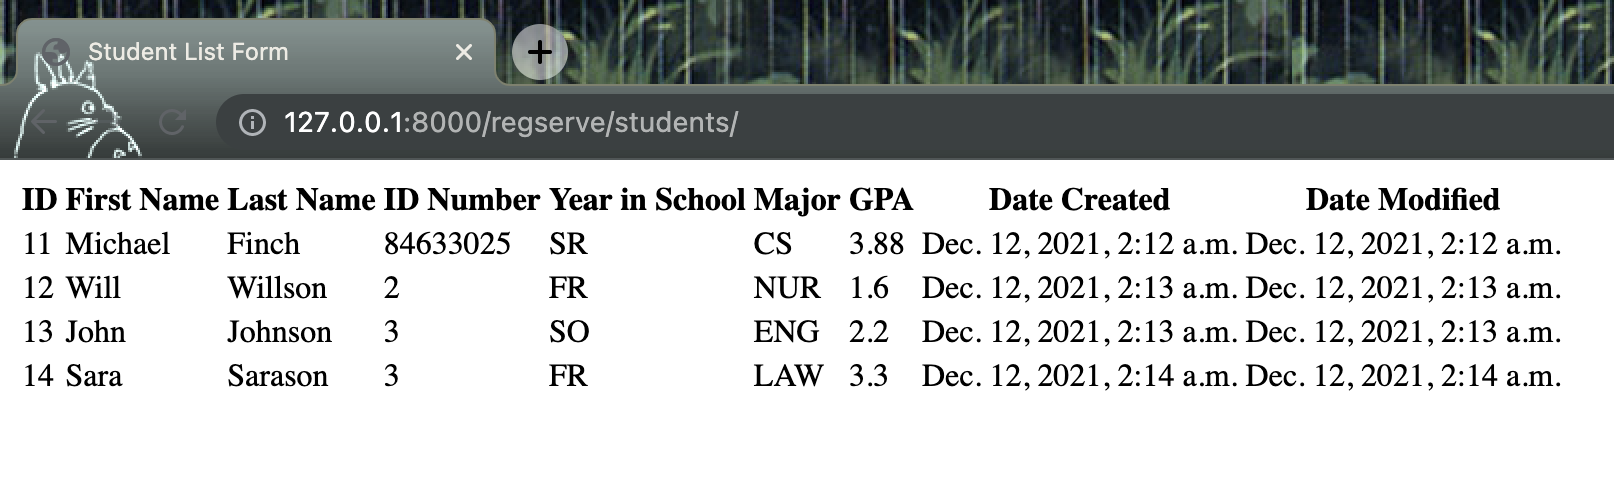 Student List Form
127.0.0.1:8000/regserve/students/
ID First Name Last Name ID Number Year in School Major GPA Date Created Date Modified
11 Michael Finch 84633025 SR CS 3.88 Dec. 12, 2021, 2:12 a.m. Dec. 12, 2021, 2:12 a.m.
12 Will Willson 2 FR NUR 1.6 Dec. 12, 2021, 2:13 a.m. Dec. 12, 2021, 2:13 a.m.
13 John Johnson 3 SO ENG 2.2 Dec. 12, 2021, 2:13 a.m. Dec. 12, 2021, 2:13 a.m.
14 Sara Sarason 3 FR LAW 3.3 Dec. 12, 2021, 2:14 a.m. Dec. 12, 2021, 2:14 a.m.